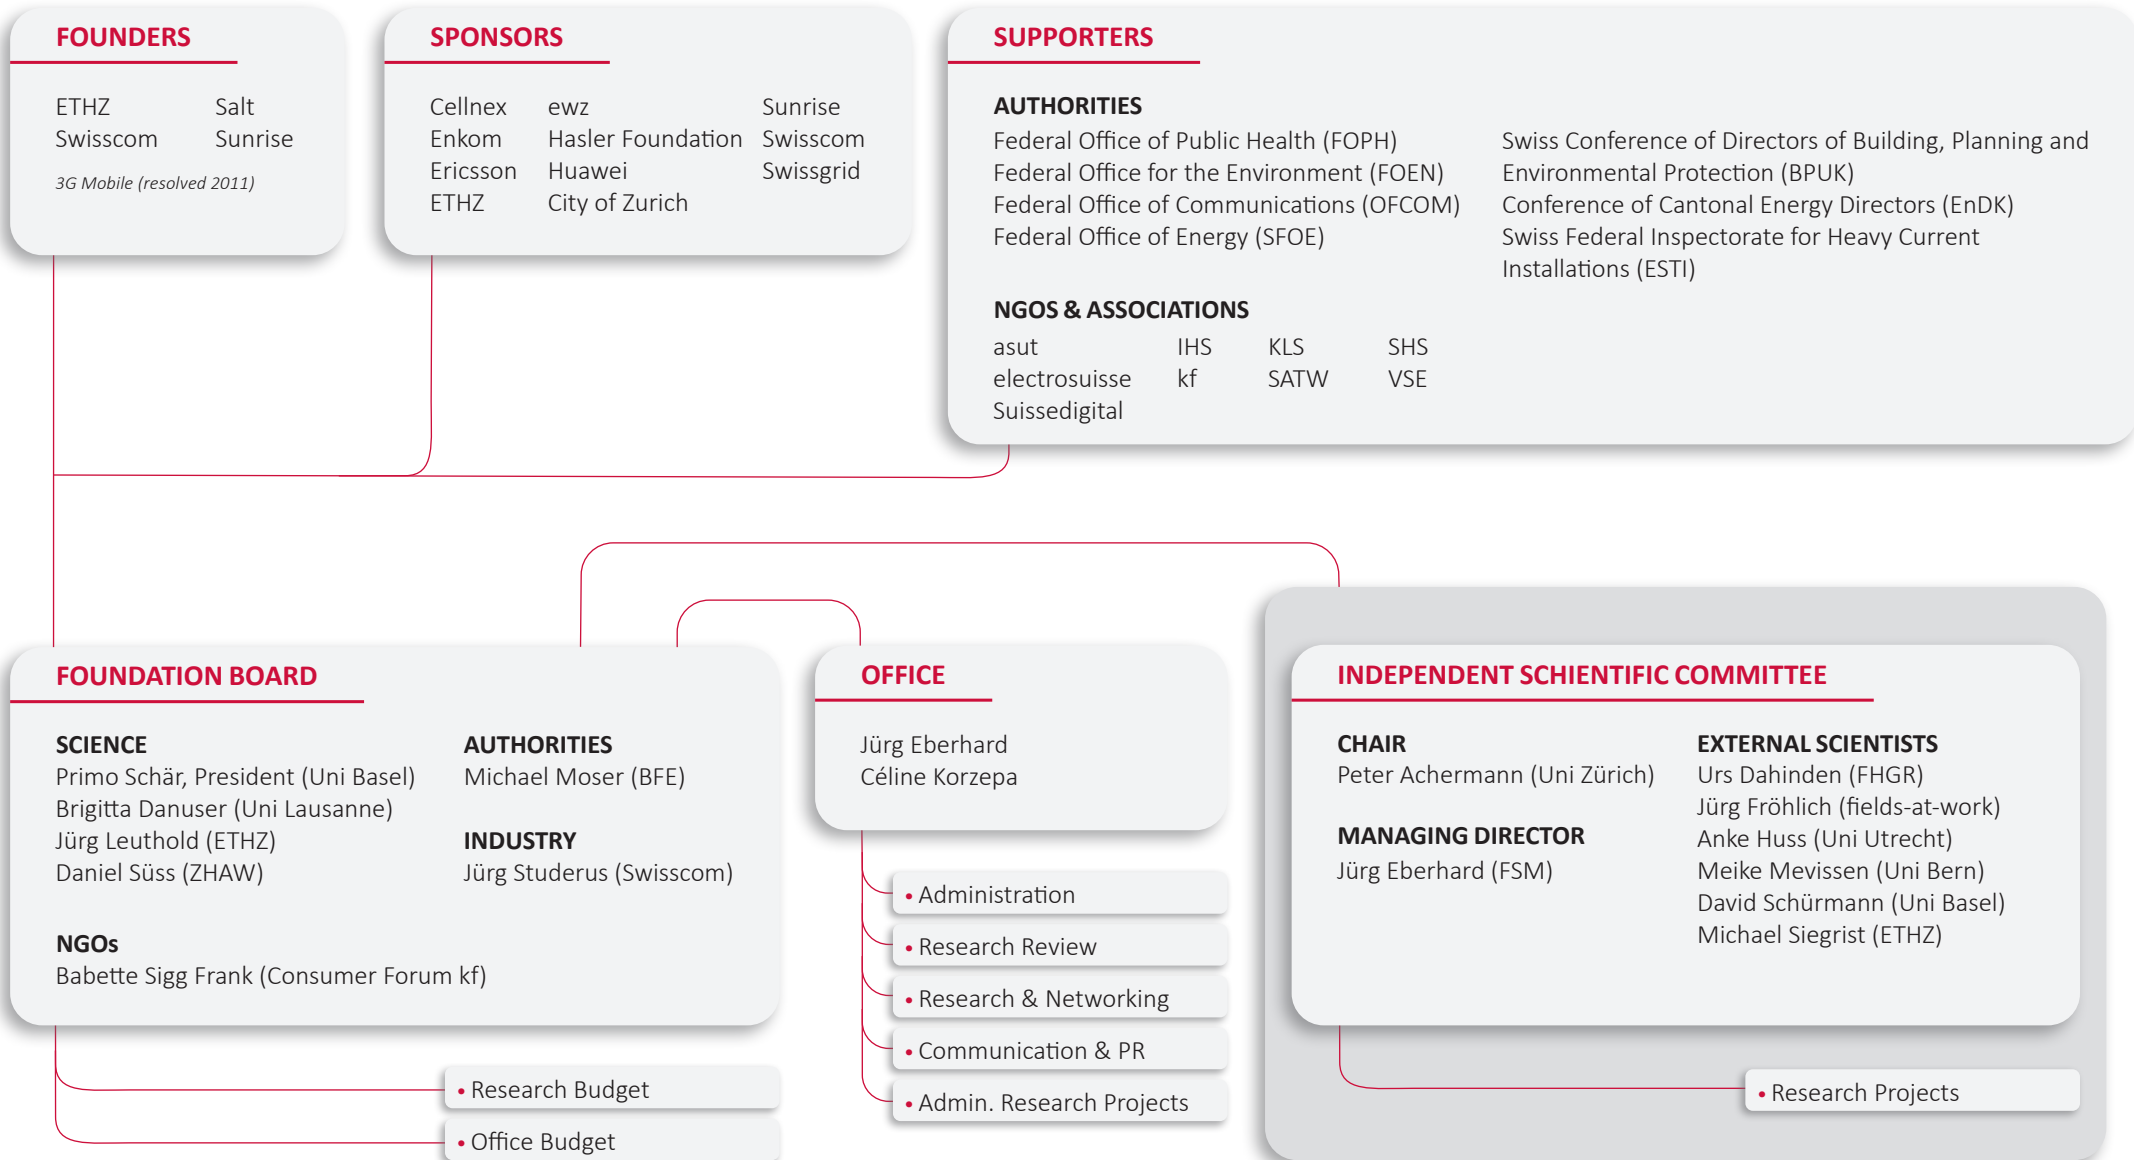 FOUNDERS
ETHZ
Swisscom
Salt
Sunrise
3G Mobile (resolved 2011)
SPONSORS
Cellnex
Enkom
Ericsson
ETHZ
ewz
Hasler Foundation
Huawei
City of Zurich
Sunrise
Swisscom
Swissgrid
SUPPORTERS
AUTHORITIES
Federal Office of Public Health (FOPH)
Federal Office for the Environment (FOEN)
Federal Office of Communications (OFCOM)
Federal Office of Energy (SFOE)
Swiss Conference of Directors of Building, Planning and
Environmental Protection (BPUK)
Conference of Cantonal Energy Directors (EnDK)
Swiss Federal Inspectorate for Heavy Current
Installations (ESTI)
NGOS & ASSOCIATIONS
asut
electrosuisse
Suissedigital
IHS
kf
KLS
SATW
SHS
VSE
FOUNDATION BOARD
SCIENCE
Primo Schär, President (Uni Basel)
Brigitta Danuser (Uni Lausanne)
Jürg Leuthold (ETHZ)
Daniel Süss (ZHAW)
AUTHORITIES
Michael Moser (BFE)
INDUSTRY
Jürg Studerus (Swisscom)
NGOs
Babette Sigg Frank (Consumer Forum kf)
• Research Budget
• Office Budget
OFFICE
Jürg Eberhard
Céline Korzepa
• Administration
• Research Review
• Research & Networking
• Communication & PR
• Admin. Research Projects
INDEPENDENT SCHIENTIFIC COMMITTEE
CHAIR
Peter Achermann (Uni Zürich)
MANAGING DIRECTOR
Jürg Eberhard (FSM)
EXTERNAL SCIENTISTS
Urs Dahinden (FHGR)
Jürg Fröhlich (fields-at-work)
Anke Huss (Uni Utrecht)
Meike Mevissen (Uni Bern)
David Schürmann (Uni Basel)
Michael Siegrist (ETHZ)
• Research Projects